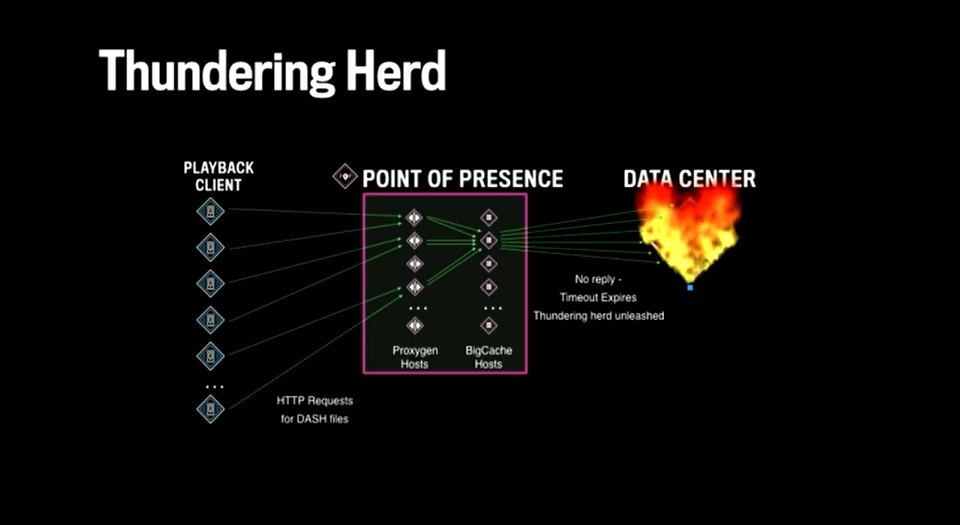 Thundering Herd
PLAYBACK
CLIENT
POINT OF PRESENCE
DATA CENTER
No reply -
Timeout Expires
Thundering herd unleashed
...
...
Proxygen
Hosts
BigCache
Hosts
...
HTTP Requests
for DASH files